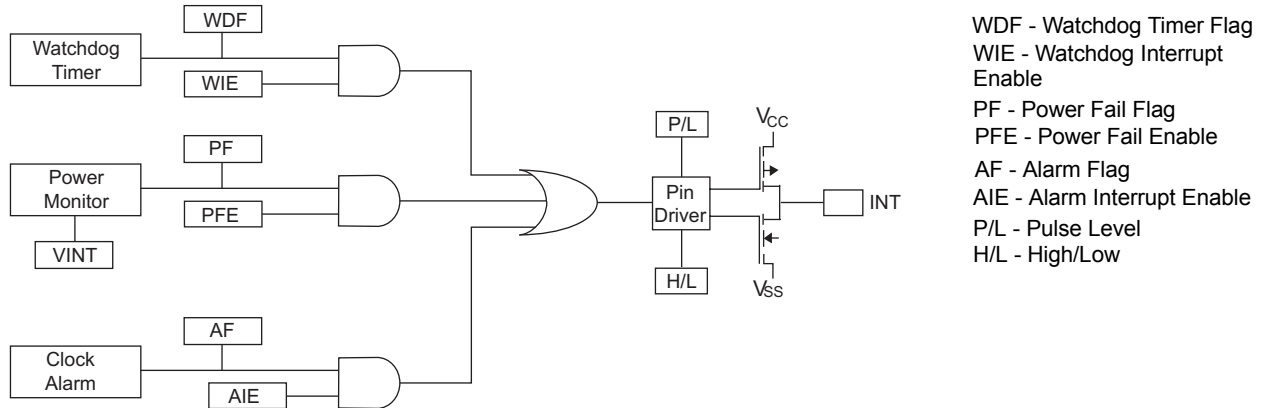 WDF
Watchdog
Timer
WIE
PF
Power
Monitor
PFE
VINT
AF
Clock
Alarm
AIE
P/L
Pin
Driver
H/L
VCC
VSS
INT
WDF - Watchdog Timer Flag
WIE - Watchdog Interrupt
Enable
PF - Power Fail Flag
PFE - Power Fail Enable
AF - Alarm Flag
AIE - Alarm Interrupt Enable
P/L - Pulse Level
H/L - High/Low